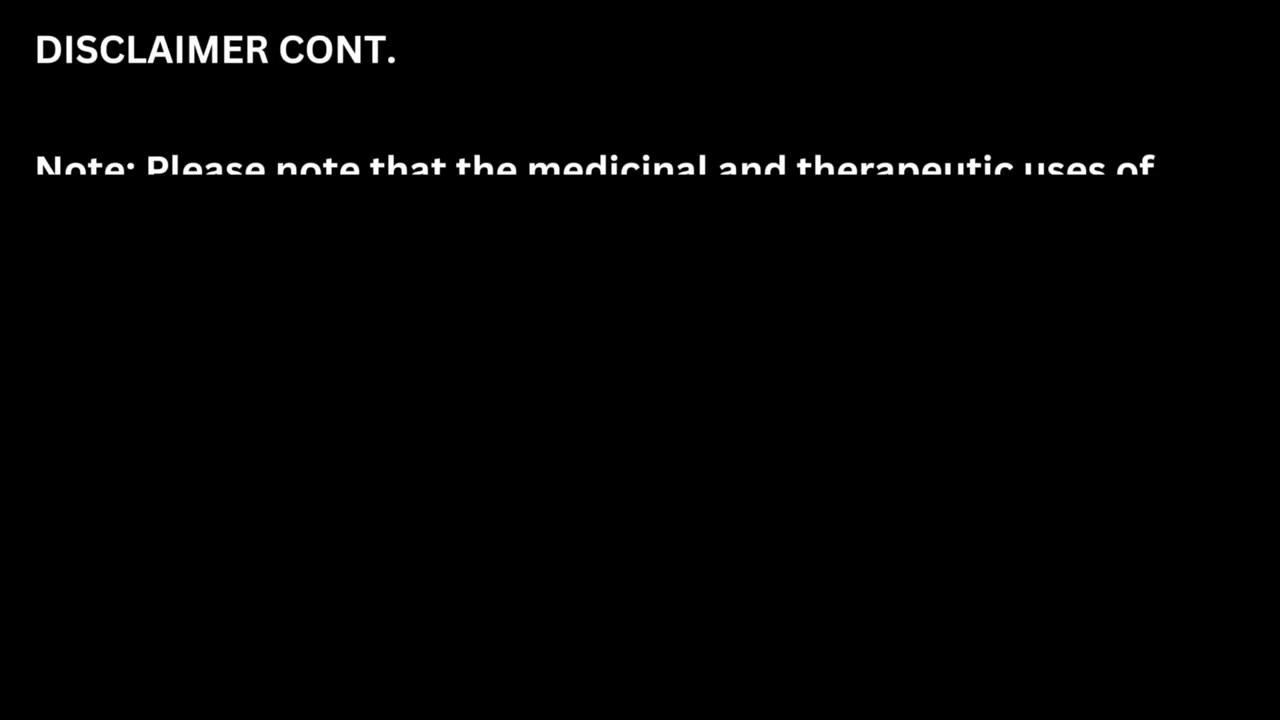 DISCLAIMER CONT.
Note: Please note that the medicinal and therapeutic uses of